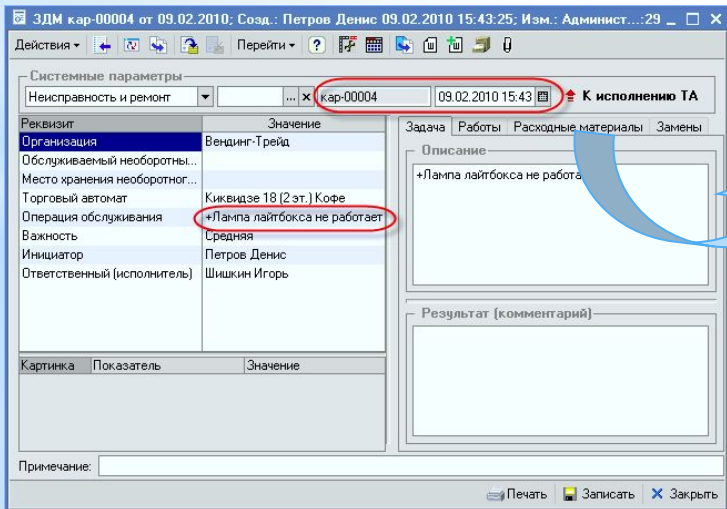 ЗДМ кар-00004 от 09.02.2010; Созд.: Петров Денис 09.02.2010 15:43:25; Изм.: Админист...:29
Действия Перейти
Системные параметры
Неисправность и ремонт ... x кар-00004 09.02.2010 15:43 К исполнению ТА
Реквизит Значение
Организация Вендинг-Трейд
Обслуживаемый необоротны...
Место хранения необоротног...
Торговый автомат Киквидзе 18 (2 эт.) Кофе
Операция обслуживания +Лампа лайтбокса не работает
Важность Средняя
Инициатор Петров Денис
Ответственный (исполнитель) Шишкин Игорь
Картинка Показатель Значение
Задача Работы Расходные материалы Замены
Описание
+Лампа лайтбокса не работа
Результат (комментарий)
Примечание:
Печать Записать Закрыть